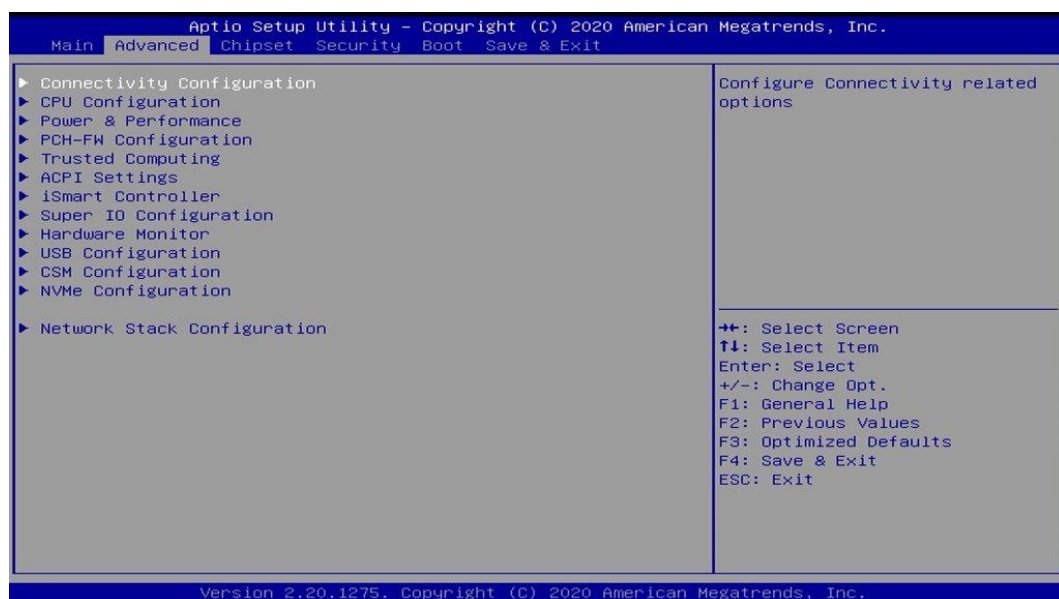 Aptio Setup Utility – Copyright (C) 2020 American Megatrends, Inc.
Main Advanced Chipset Security Boot Save & Exit
▶ Connectivity Configuration
▶ CPU Configuration
▶ Power & Performance
▶ PCH-FW Configuration
▶ Trusted Computing
▶ ACPI Settings
▶ iSmart Controller
▶ Super IO Configuration
▶ Hardware Monitor
▶ USB Configuration
▶ CSM Configuration
▶ NVMe Configuration
▶ Network Stack Configuration
Configure Connectivity related
options
→←: Select Screen
↑↓: Select Item
Enter: Select
+/-: Change Opt.
F1: General Help
F2: Previous Values
F3: Optimized Defaults
F4: Save & Exit
ESC: Exit
Version 2.20.1275. Copyright (C) 2020 American Megatrends, Inc.